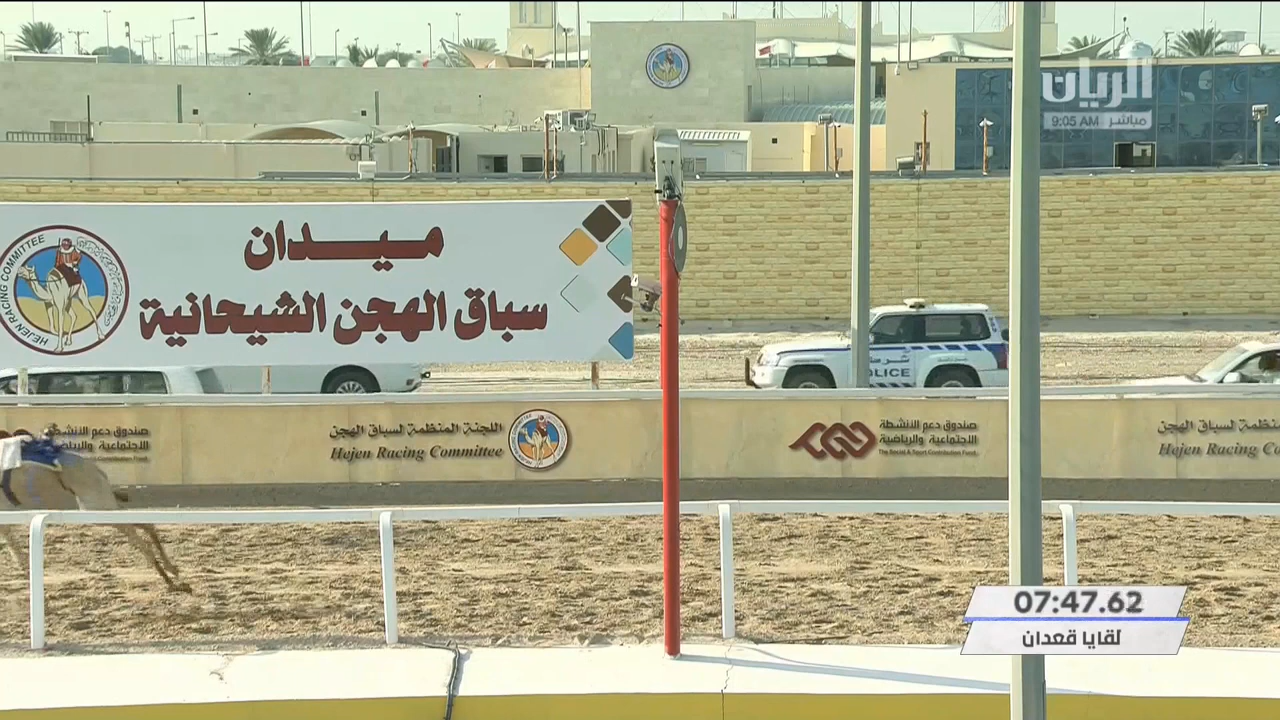 الريان
9:05 AM مباشر
ميدان
سباق الهجن الشيحانية
HEJEN RACING COMMITTEE
شرطة
POLICE
صندوق دعم الأنشطة
الاجتماعية والرياضية
اللجنة المنظمة لسباق الهجن
Hejen Racing Committee
صندوق دعم الأنشطة
الاجتماعية والرياضية
The Social & Sport Contribution Fund
المنظمة لسباق الهجن
Hejen Racing Co
07:47.62
لقايا قعدان